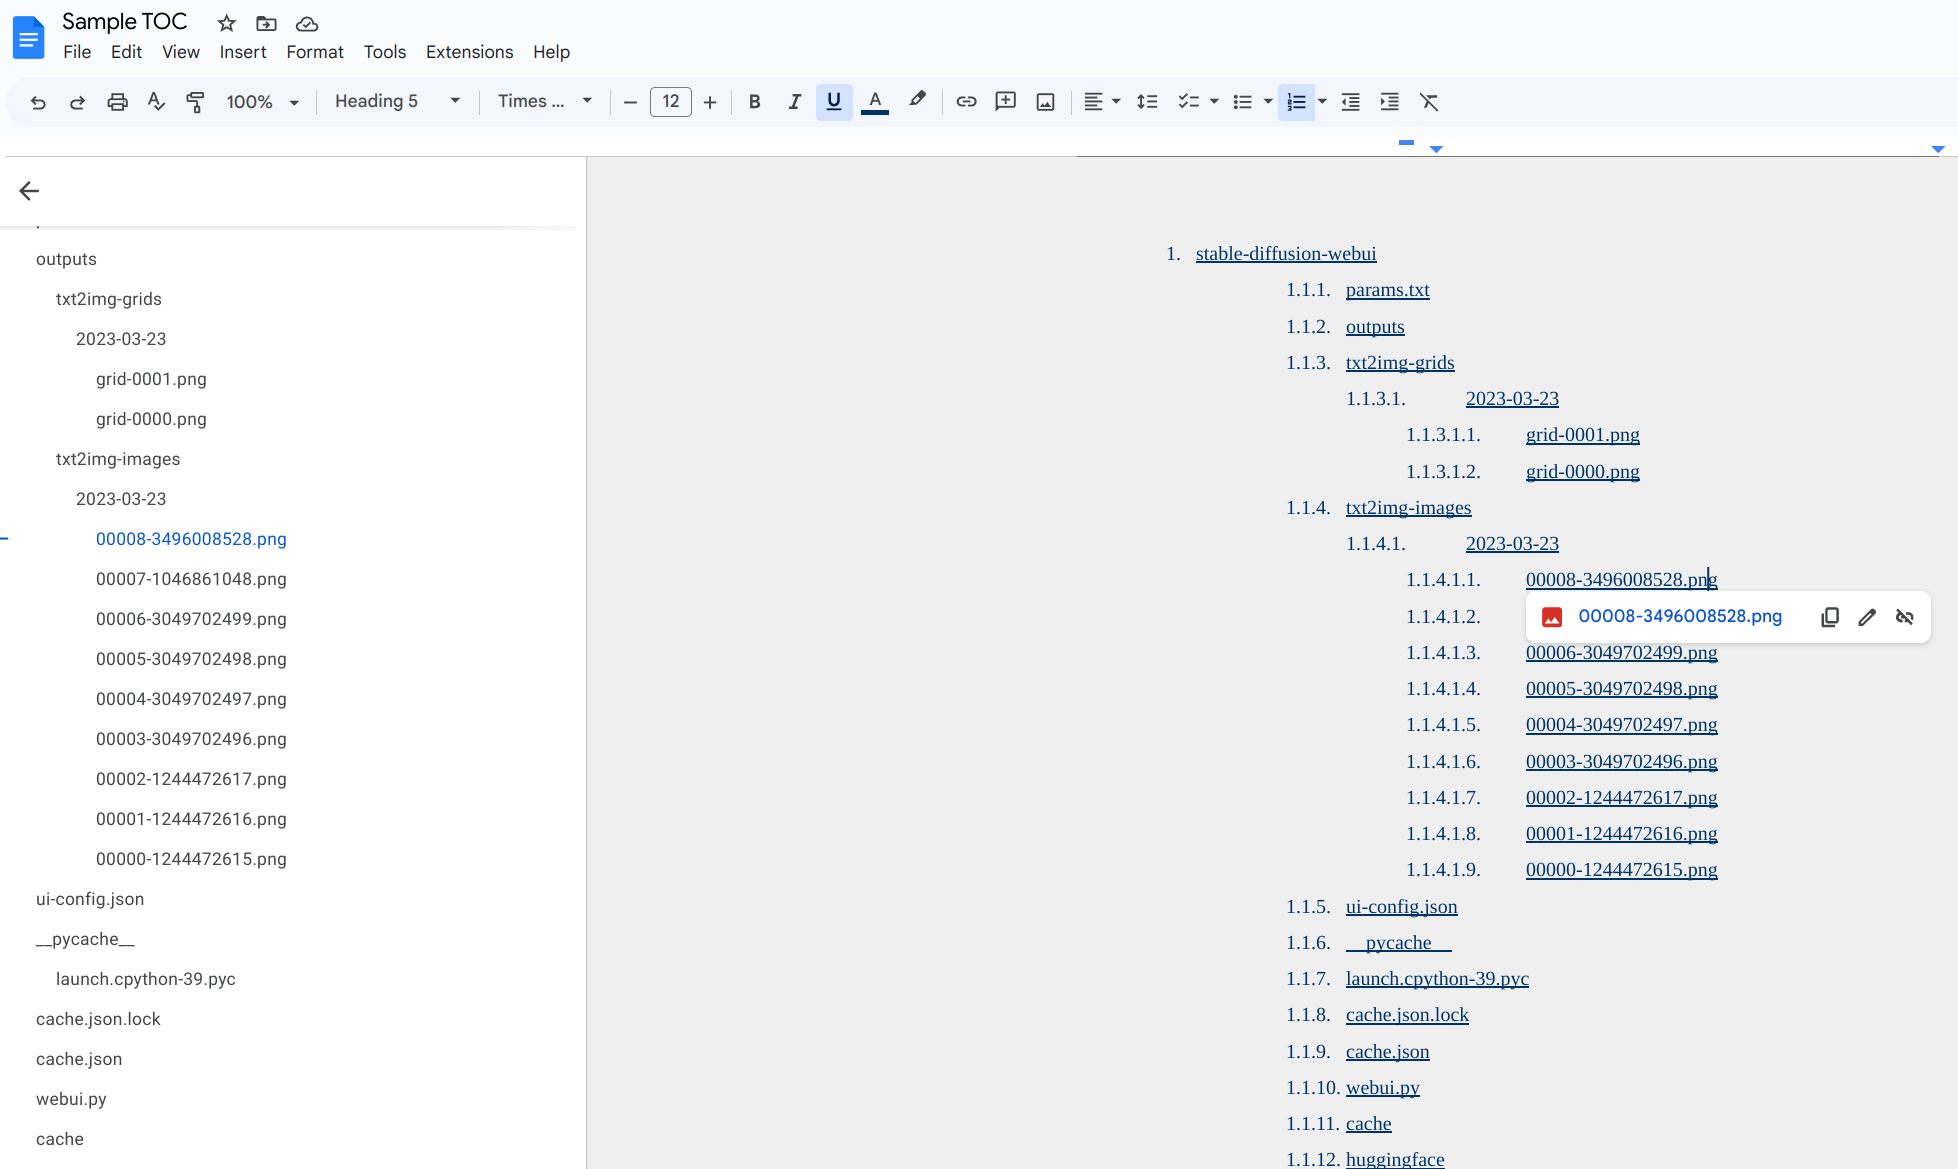 Sample TOC
File Edit View Insert Format Tools Extensions Help
100% Heading 5 Times ... 12 B I U A
outputs
txt2img-grids
2023-03-23
grid-0001.png
grid-0000.png
txt2img-images
2023-03-23
00008-3496008528.png
00007-1046861048.png
00006-3049702499.png
00005-3049702498.png
00004-3049702497.png
00003-3049702496.png
00002-1244472617.png
00001-1244472616.png
00000-1244472615.png
ui-config.json
__pycache__
launch.cpython-39.pyc
cache.json.lock
cache.json
webui.py
cache
1. stable-diffusion-webui
1.1.1. params.txt
1.1.2. outputs
1.1.3. txt2img-grids
1.1.3.1. 2023-03-23
1.1.3.1.1. grid-0001.png
1.1.3.1.2. grid-0000.png
1.1.4. txt2img-images
1.1.4.1. 2023-03-23
1.1.4.1.1. 00008-3496008528.png
1.1.4.1.2. 00008-3496008528.png
1.1.4.1.3. 00006-3049702499.png
1.1.4.1.4. 00005-3049702498.png
1.1.4.1.5. 00004-3049702497.png
1.1.4.1.6. 00003-3049702496.png
1.1.4.1.7. 00002-1244472617.png
1.1.4.1.8. 00001-1244472616.png
1.1.4.1.9. 00000-1244472615.png
1.1.5. ui-config.json
1.1.6. __pycache__
1.1.7. launch.cpython-39.pyc
1.1.8. cache.json.lock
1.1.9. cache.json
1.1.10. webui.py
1.1.11. cache
1.1.12. huggingface